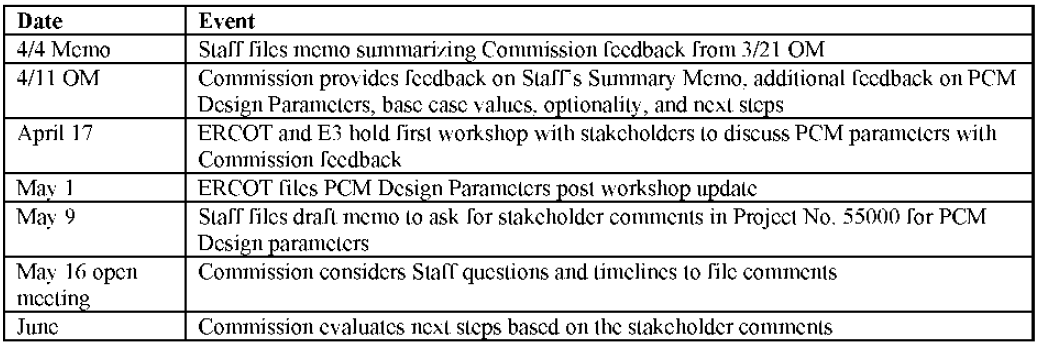 Date Event
4/4 Memo Staff files memo summarizing Commission feedback from 3/21 OM
4/11 OM Commission provides feedback on Staff's Summary Memo, additional feedback on PCM
Design Parameters, base case values, optionality, and next steps
April 17 ERCOT and E3 hold first workshop with stakeholders to discuss PCM parameters with
Commission feedback
May 1 ERCOT files PCM Design Parameters post workshop update
May 9 Staff files draft memo to ask for stakeholder comments in Project No. 55000 for PCM
Design parameters
May 16 open Commission considers Staff questions and timelines to file comments
meeting
June Commission evaluates next steps based on the stakeholder comments